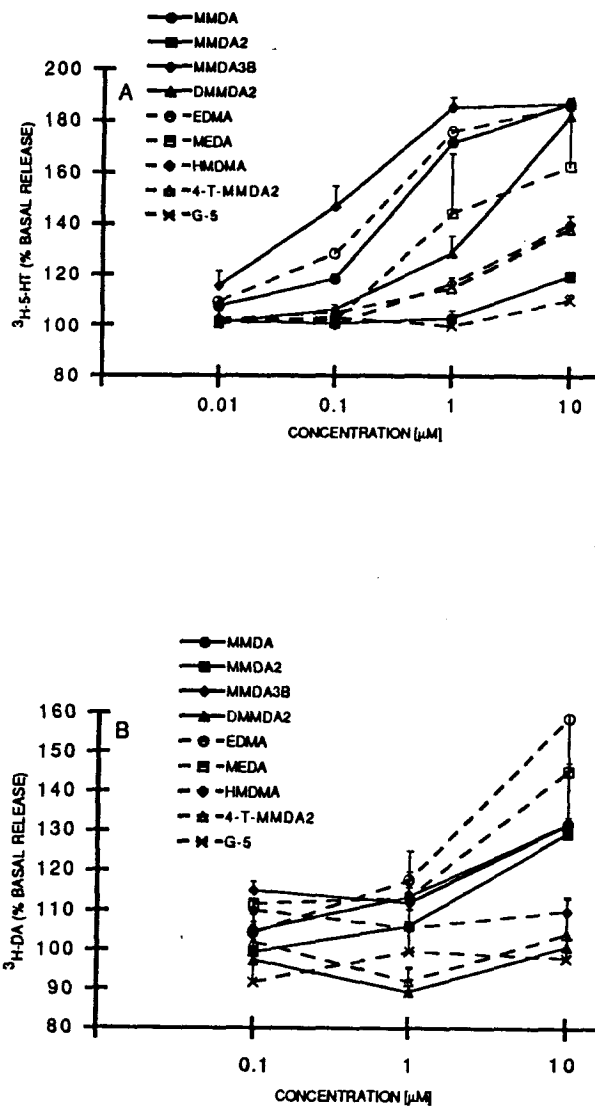 MMDA
MMDA2
MMDA3B
DMMDA2
EDMA
MEDA
HMDMA
4-T-MMDA2
G-5
A
³H-5-HT (% BASAL RELEASE)
200
180
160
140
120
100
80
0.01 0.1 1 10
CONCENTRATION [µM]
MMDA
MMDA2
MMDA3B
DMMDA2
EDMA
MEDA
HMDMA
4-T-MMDA2
G-5
B
³H-DA (% BASAL RELEASE)
160
150
140
130
120
110
100
90
80
0.1 1 10
CONCENTRATION [µM]